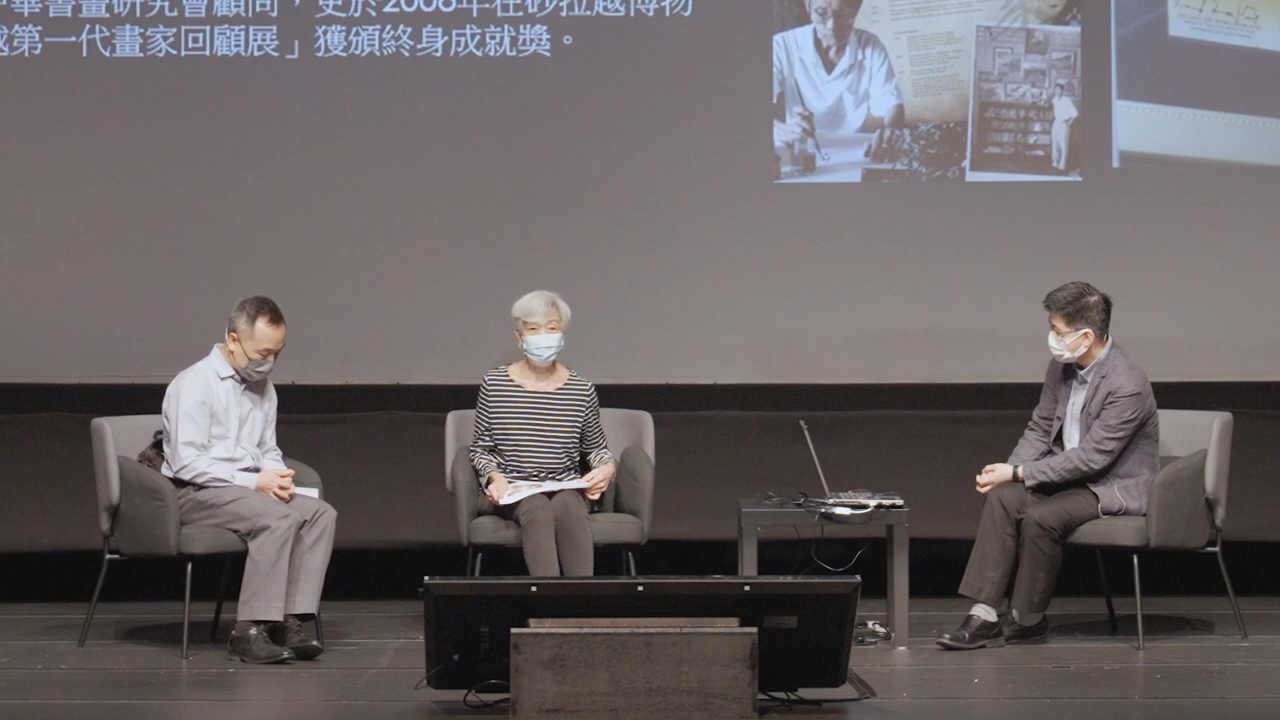 中華書畫研究會顧問，更於2008年在砂拉越博物
越第一代畫家回顧展」獲頒終身成就獎。